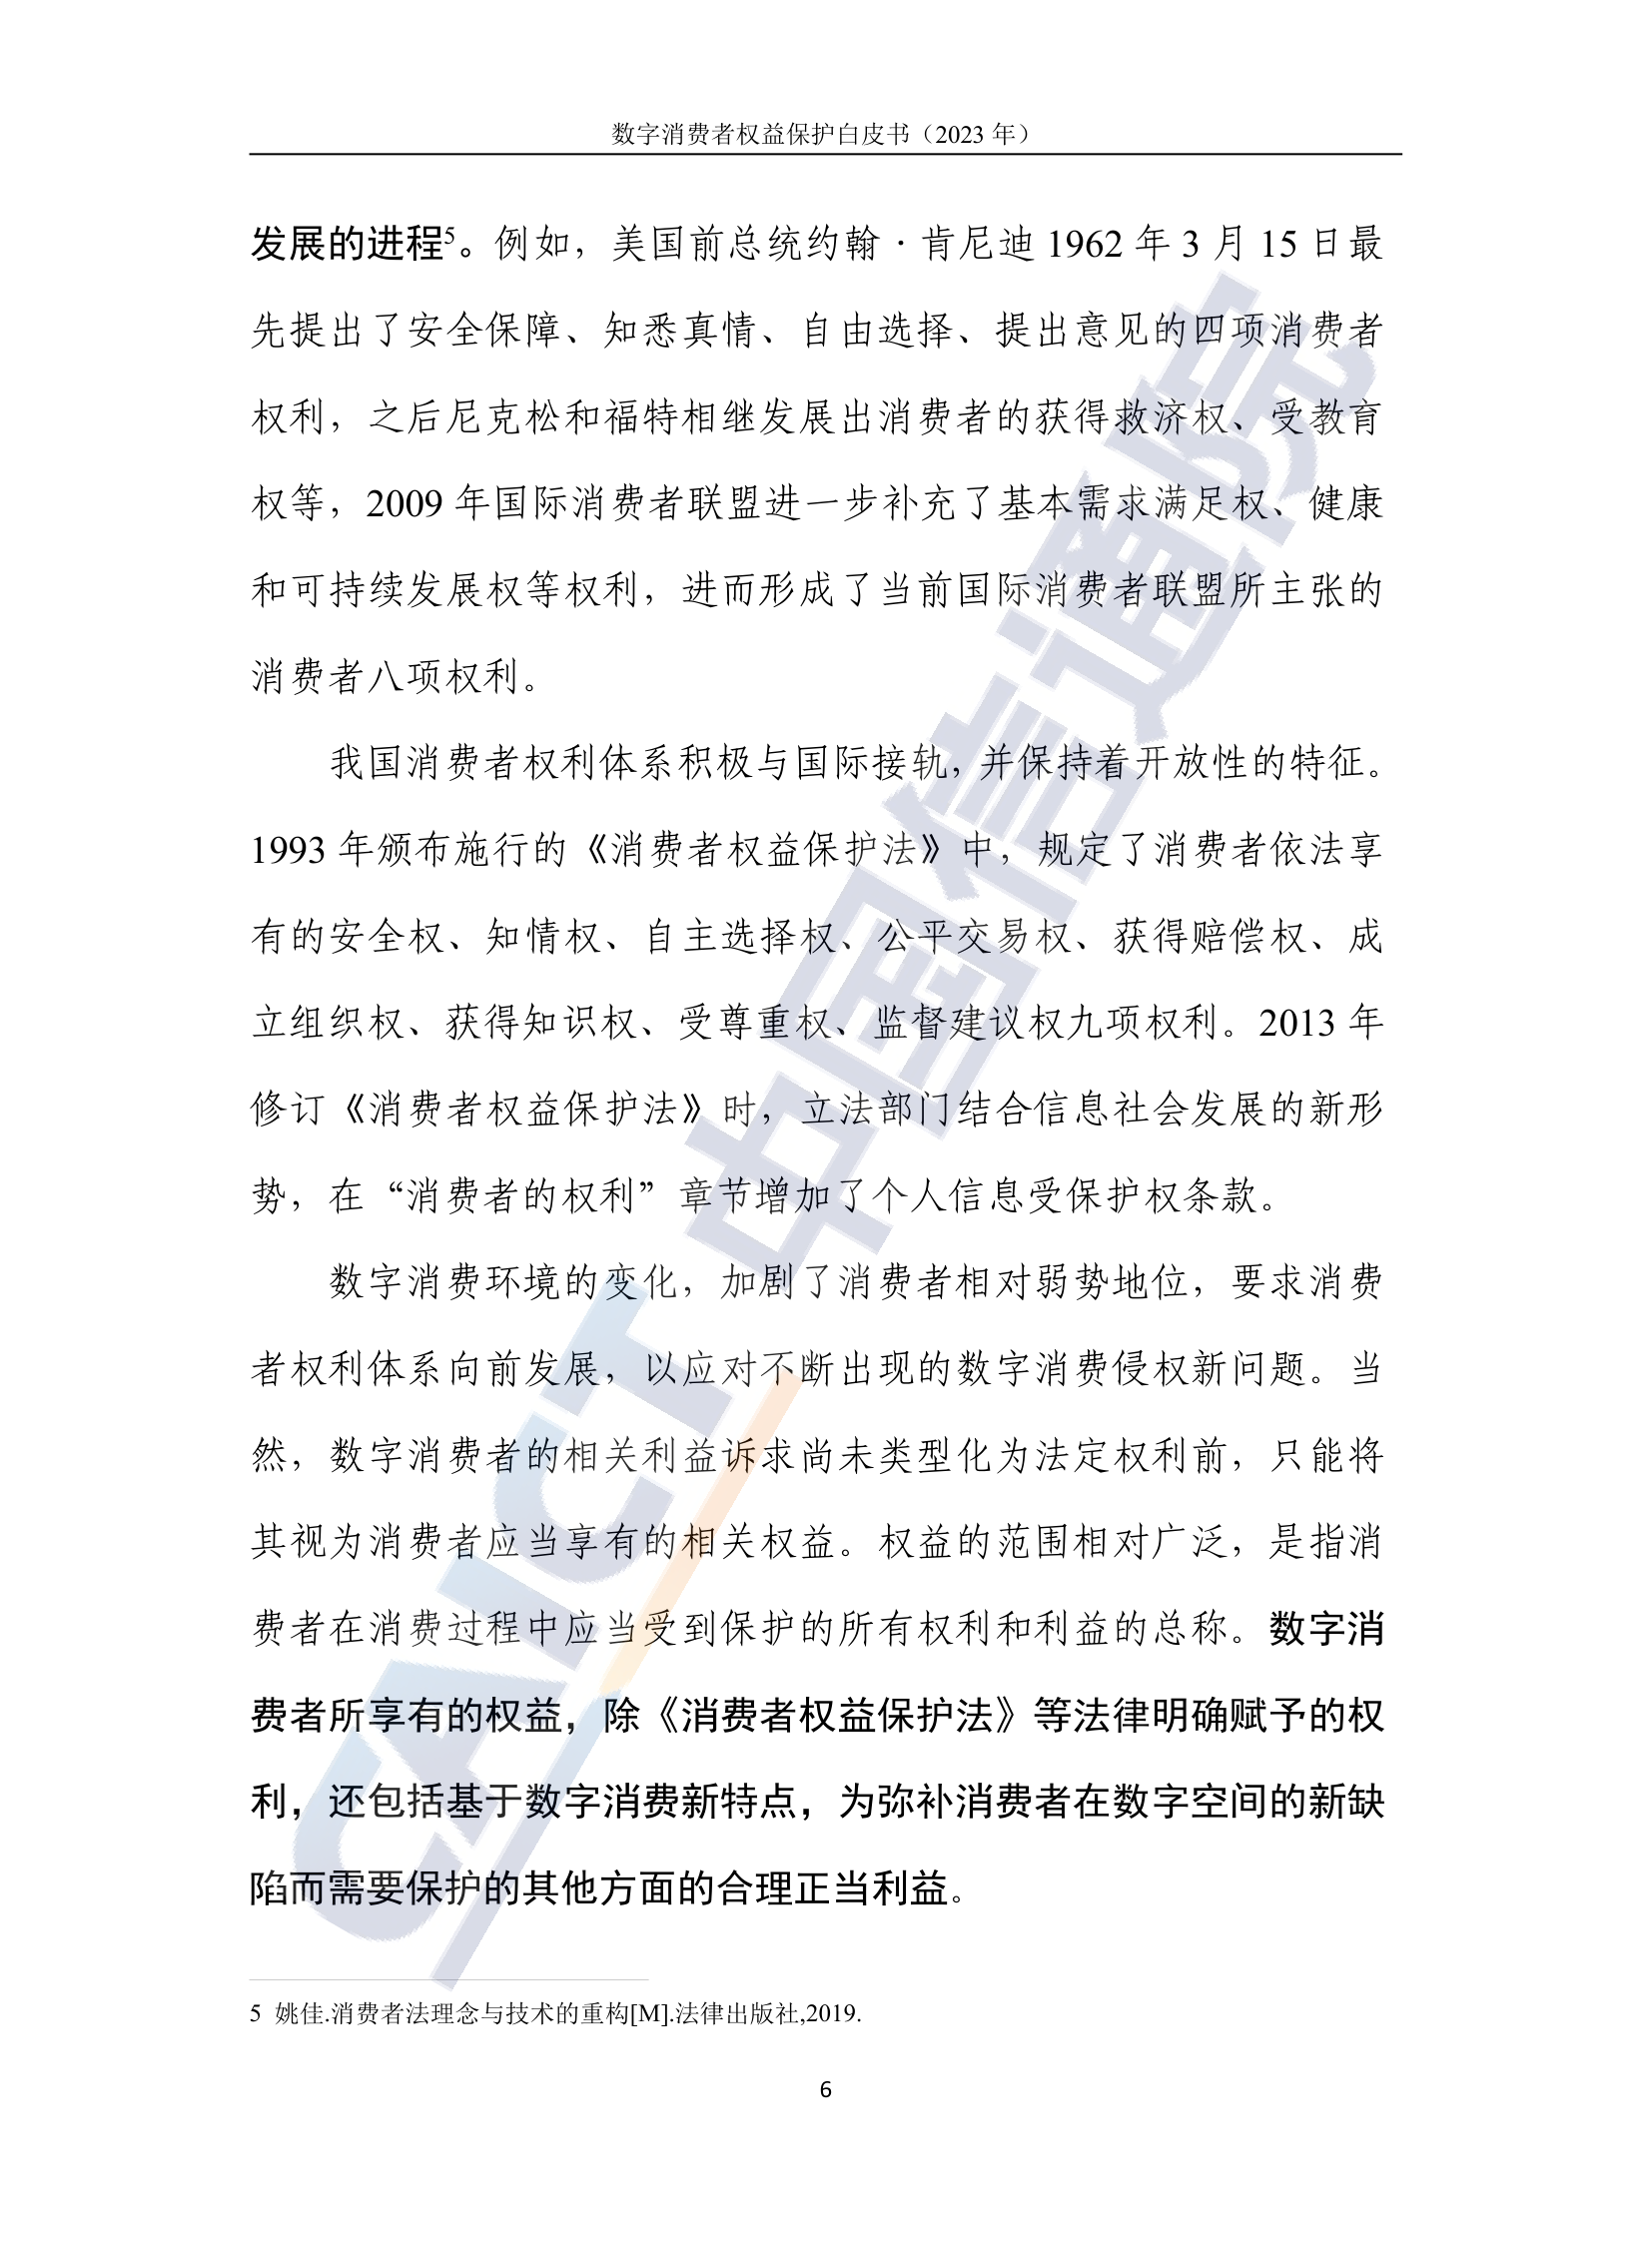 数字消费者权益保护白皮书（2023 年）
发展的进程5。例如，美国前总统约翰·肯尼迪 1962 年 3 月 15 日最
先提出了安全保障、知悉真情、自由选择、提出意见的四项消费者
权利，之后尼克松和福特相继发展出消费者的获得救济权、受教育
权等，2009 年国际消费者联盟进一步补充了基本需求满足权、健康
和可持续发展权等权利，进而形成了当前国际消费者联盟所主张的
消费者八项权利。
我国消费者权利体系积极与国际接轨，并保持着开放性的特征。
1993 年颁布施行的《消费者权益保护法》中，规定了消费者依法享
有的安全权、知情权、自主选择权、公平交易权、获得赔偿权、成
立组织权、获得知识权、受尊重权、监督建议权九项权利。2013 年
修订《消费者权益保护法》时，立法部门结合信息社会发展的新形
势，在“消费者的权利”章节增加了个人信息受保护权条款。
数字消费环境的变化，加剧了消费者相对弱势地位，要求消费
者权利体系向前发展，以应对不断出现的数字消费侵权新问题。当
然，数字消费者的相关利益诉求尚未类型化为法定权利前，只能将
其视为消费者应当享有的相关权益。权益的范围相对广泛，是指消
费者在消费过程中应当受到保护的所有权利和利益的总称。数字消
费者所享有的权益，除《消费者权益保护法》等法律明确赋予的权
利，还包括基于数字消费新特点，为弥补消费者在数字空间的新缺
陷而需要保护的其他方面的合理正当利益。
5 姚佳.消费者法理念与技术的重构[M].法律出版社,2019.
6
CAICT 中国信通院